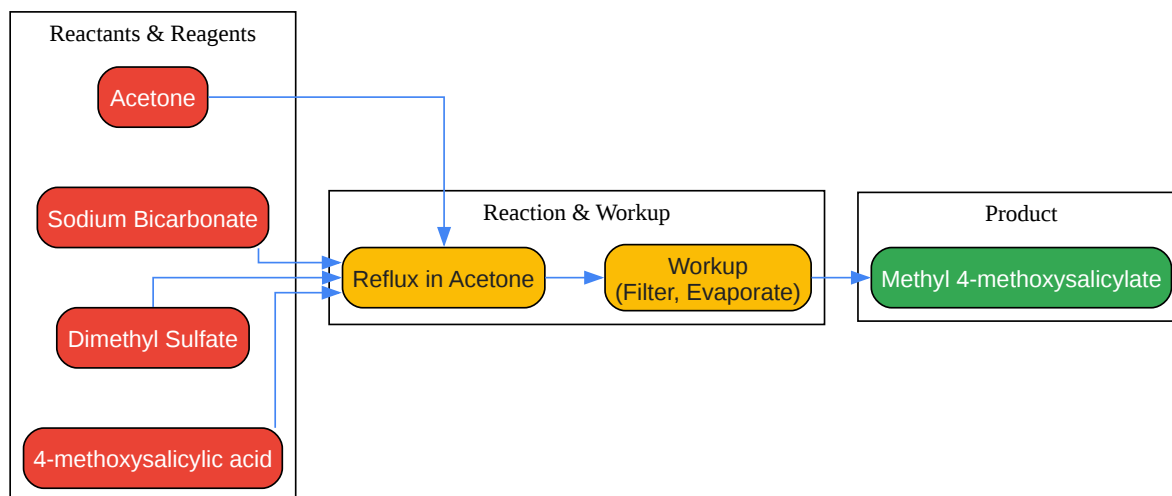 Reactants & Reagents
Acetone
Sodium Bicarbonate
Dimethyl Sulfate
4-methoxysalicylic acid
Reaction & Workup
Reflux in Acetone
Workup
(Filter, Evaporate)
Product
Methyl 4-methoxysalicylate